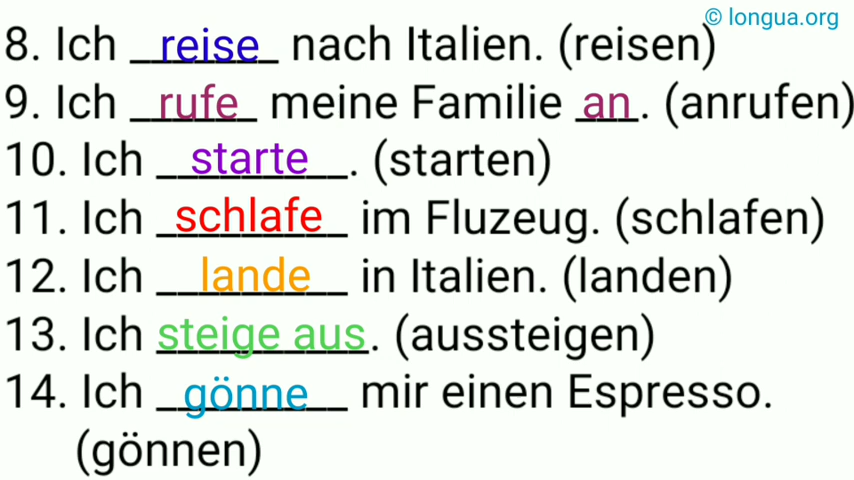 © longua.org
8. Ich reise nach Italien. (reisen)
9. Ich rufe meine Familie an. (anrufen)
10. Ich starte. (starten)
11. Ich schlafe im Fluzeug. (schlafen)
12. Ich lande in Italien. (landen)
13. Ich steige aus. (aussteigen)
14. Ich gönne mir einen Espresso.
(gönnen)